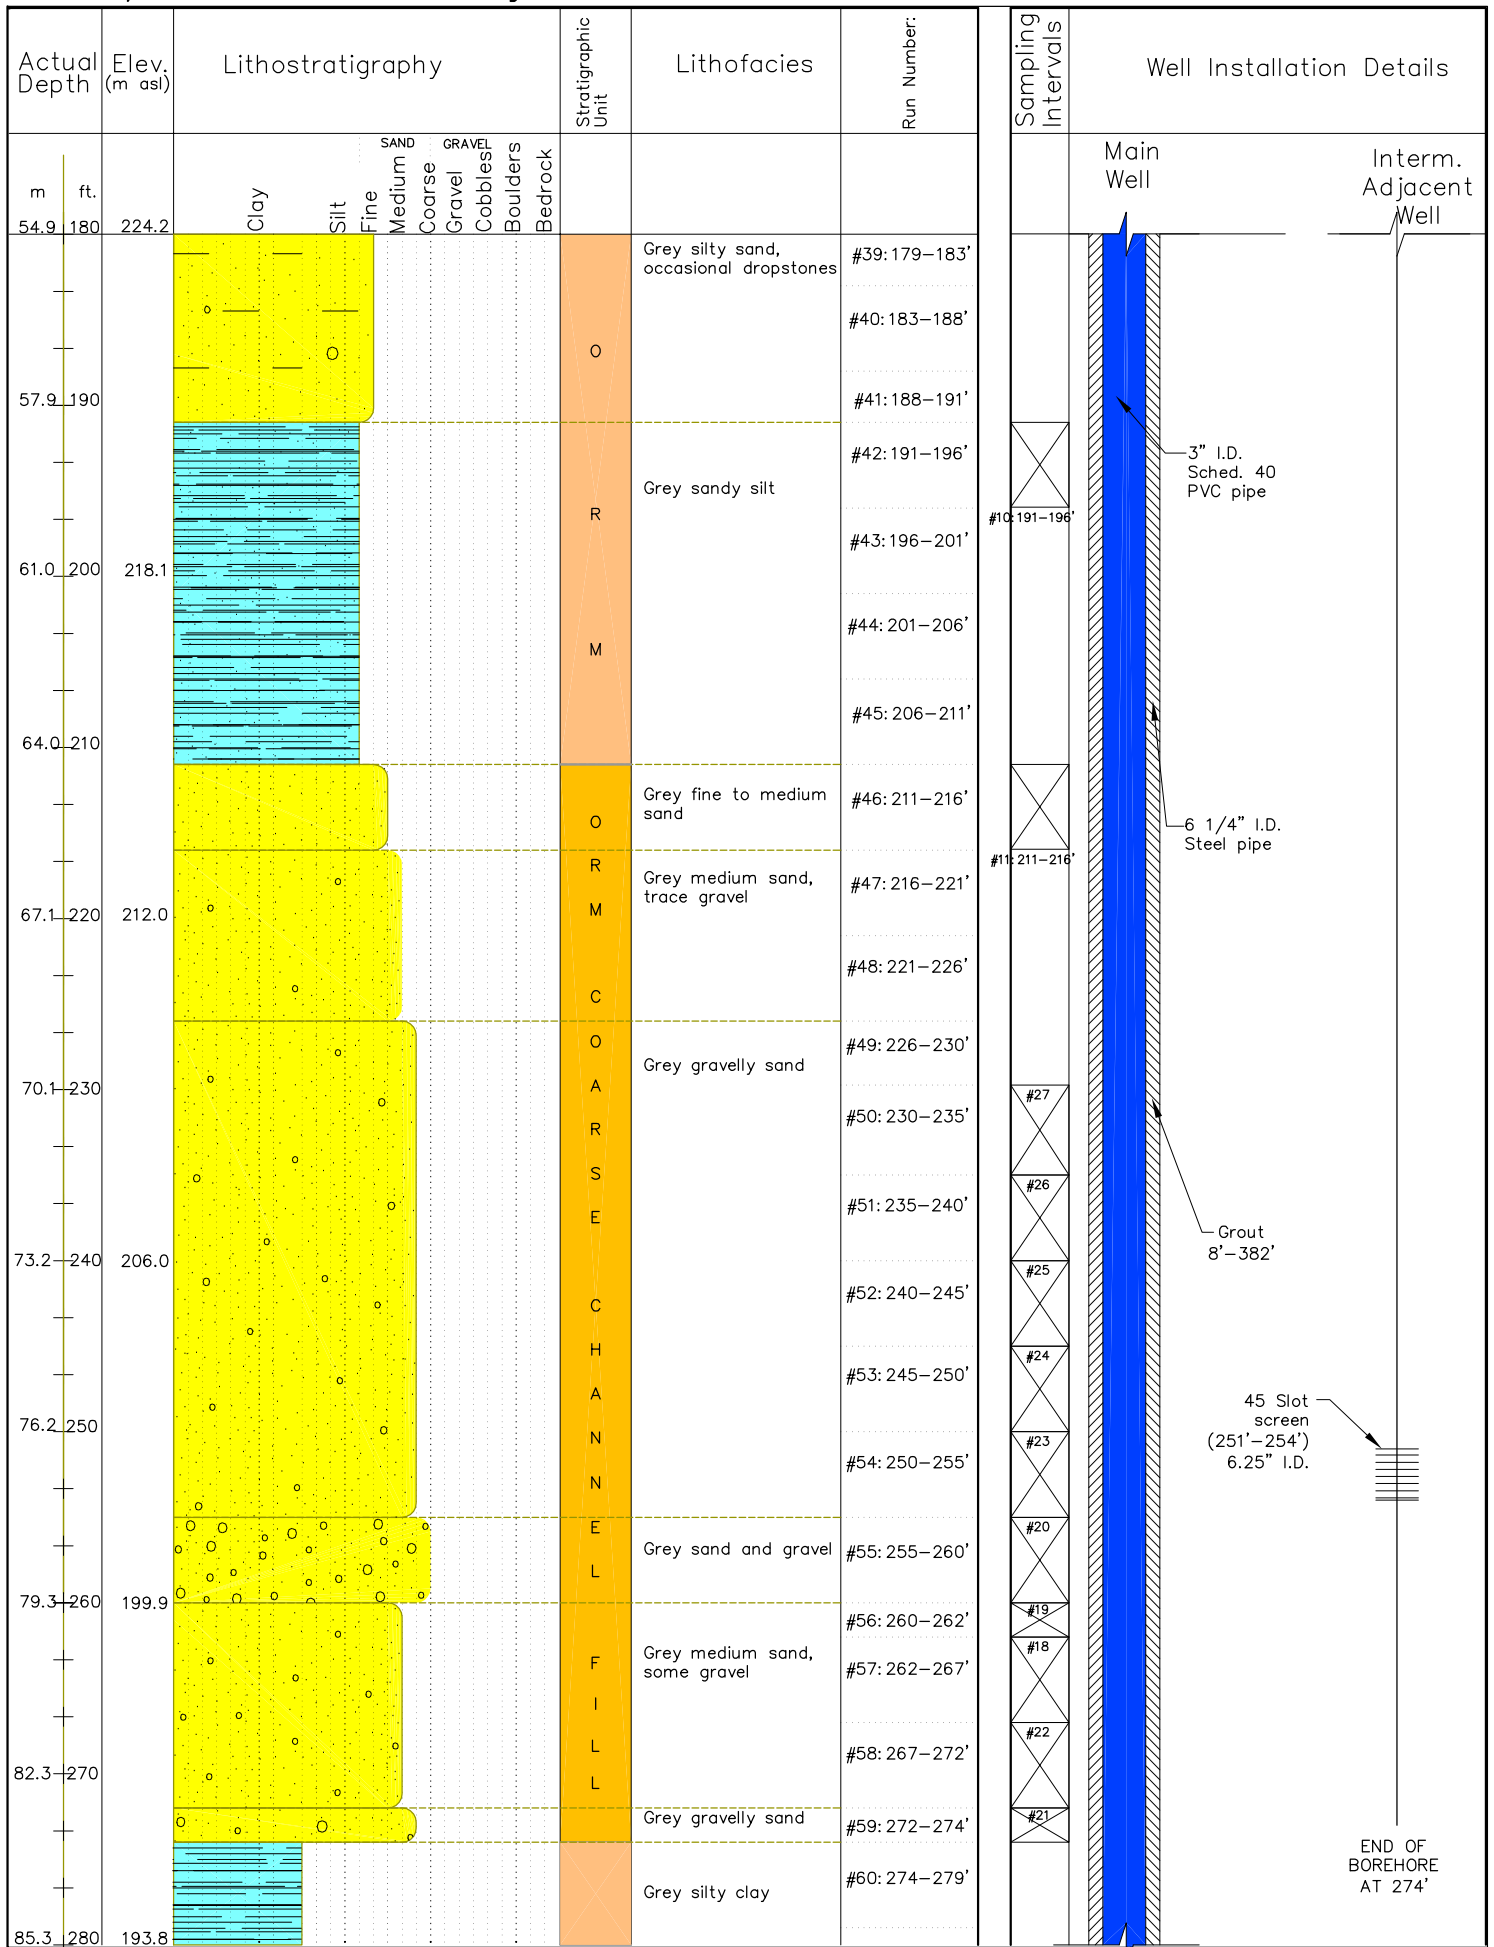 Actual
Depth
Elev.
(m asl)
Lithostratigraphy
Stratigraphic
Unit
Lithofacies
Run Number:
Sampling
Intervals
Well Installation Details
m
ft.
Clay
Silt
SAND
Fine
Medium
Coarse
GRAVEL
Gravel
Cobbles
Boulders
Bedrock
Main
Well
Interm.
Adjacent
Well
54.9 180 224.2
57.9 190
61.0 200 218.1
64.0 210
67.1 220 212.0
70.1 230
73.2 240 206.0
76.2 250
79.3 260 199.9
82.3 270
85.3 280 193.8
O
R
M
O
R
M
C
O
A
R
S
E
C
H
A
N
N
E
L
F
I
L
L
Grey silty sand,
occasional dropstones
Grey sandy silt
Grey fine to medium
sand
Grey medium sand,
trace gravel
Grey gravelly sand
Grey sand and gravel
Grey medium sand,
some gravel
Grey gravelly sand
Grey silty clay
#39: 179-183'
#40: 183-188'
#41: 188-191'
#42: 191-196'
#43: 196-201'
#44: 201-206'
#45: 206-211'
#46: 211-216'
#47: 216-221'
#48: 221-226'
#49: 226-230'
#50: 230-235'
#51: 235-240'
#52: 240-245'
#53: 245-250'
#54: 250-255'
#55: 255-260'
#56: 260-262'
#57: 262-267'
#58: 267-272'
#59: 272-274'
#60: 274-279'
#10: 191-196'
#11: 211-216'
#27
#26
#25
#24
#23
#20
#19
#18
#22
#21
3" I.D.
Sched. 40
PVC pipe
6 1/4" I.D.
Steel pipe
Grout
8'-382'
45 Slot
screen
(251'-254')
6.25" I.D.
END OF
BOREHORE
AT 274'